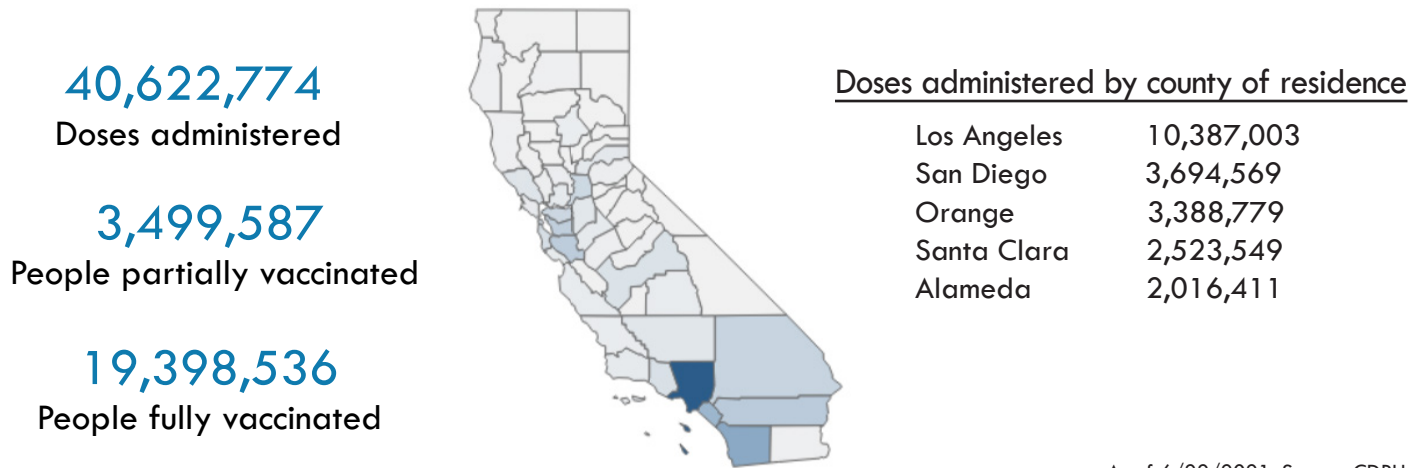 40,622,774
Doses administered
3,499,587
People partially vaccinated
19,398,536
People fully vaccinated
Doses administered by county of residence
Los Angeles 10,387,003
San Diego 3,694,569
Orange 3,388,779
Santa Clara 2,523,549
Alameda 2,016,411